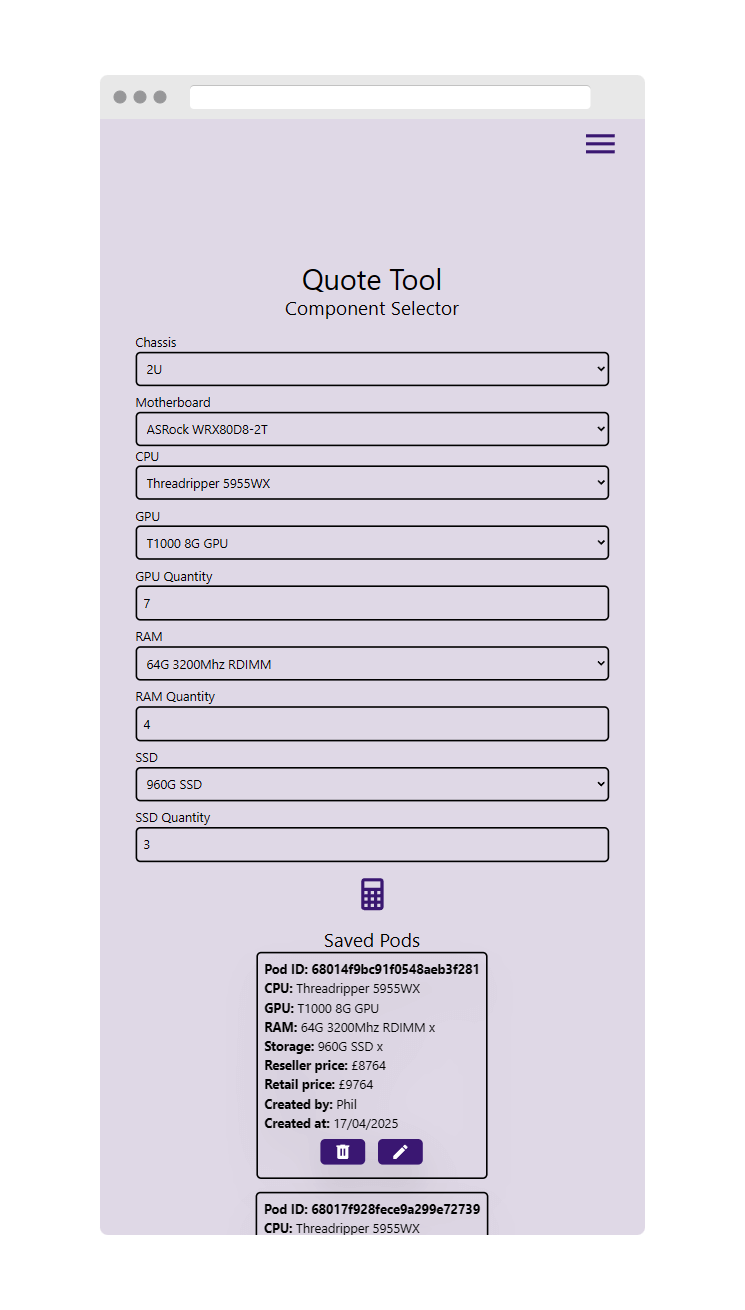 Quote Tool
Component Selector
Chassis
2U
Motherboard
ASRock WRX80D8-2T
CPU
Threadripper 5955WX
GPU
T1000 8G GPU
GPU Quantity
7
RAM
64G 3200Mhz RDIMM
RAM Quantity
4
SSD
960G SSD
SSD Quantity
3
Saved Pods
Pod ID: 68014f9bc91f0548aeb3f281
CPU: Threadripper 5955WX
GPU: T1000 8G GPU
RAM: 64G 3200Mhz RDIMM x
Storage: 960G SSD x
Reseller price: £8764
Retail price: £9764
Created by: Phil
Created at: 17/04/2025
Pod ID: 68017f928fece9a299e72739
CPU: Threadripper 5955WX